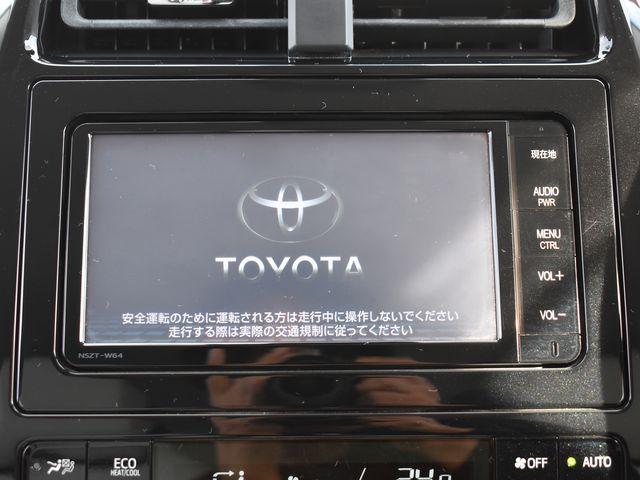 TOYOTA
安全運転のために運転される方は走行中に操作しないでください
走行する際は実際の交通規制に従ってください
NSZT-W64
現在地
AUDIO
PWR
MENU
CTRL
VOL+
VOL−
ECO
HEAT/COOL
24.0
OFF
AUTO